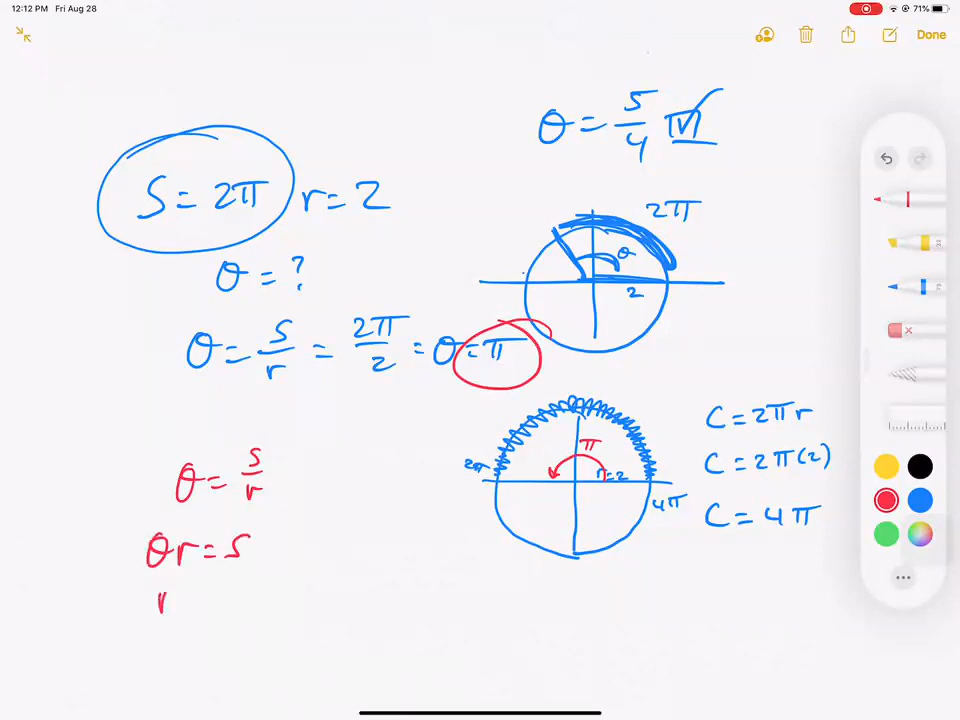 12:12 PM Fri Aug 28
71%
Done
θ = 5/4 π
S = 2π r = 2
θ = ?
θ = S/r = 2π/2 = θ = π
2π
θ
2
θ = S/r
θr = S
r
π
2π
r=2
4π
C = 2πr
C = 2π(2)
C = 4π